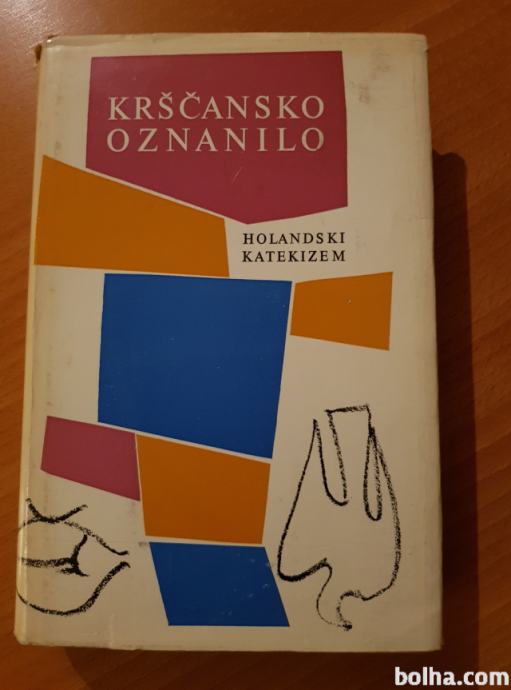 KRŠČANSKO
OZNANILO
HOLANDSKI
KATEKIZEM
bolha.com